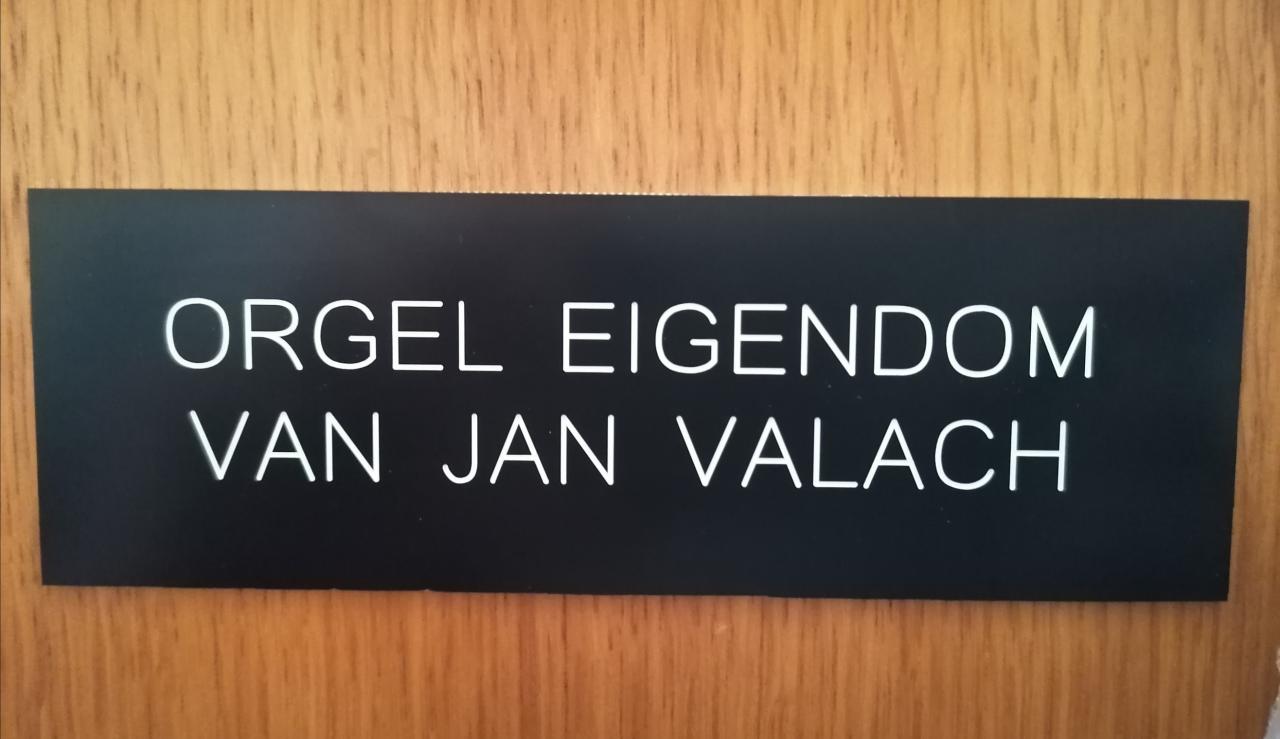 ORGEL EIGENDOM
VAN JAN VALACH